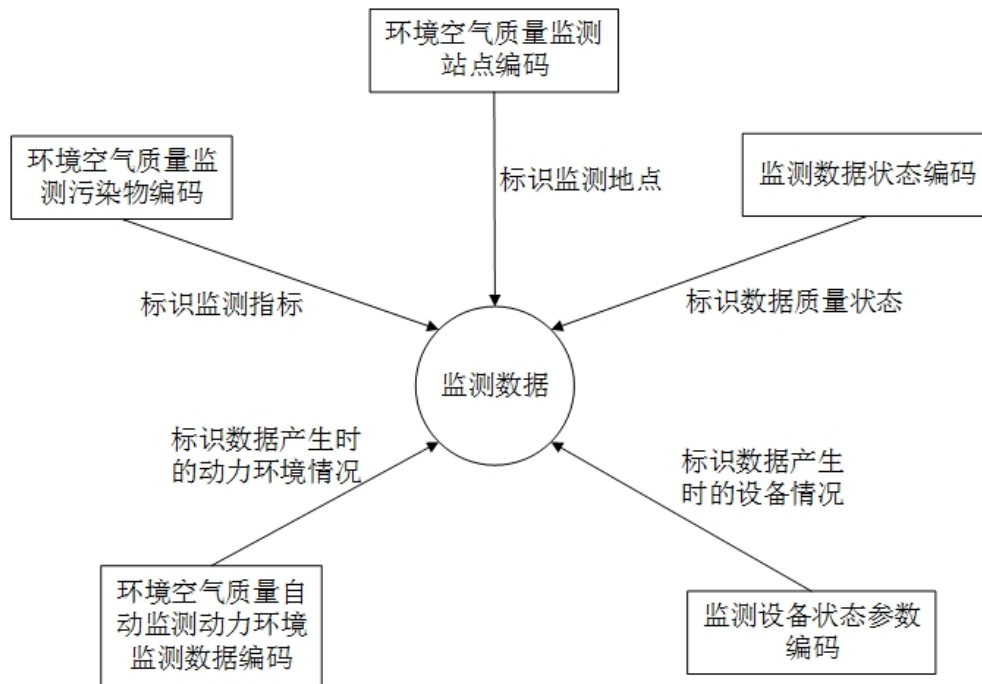 环境空气质量监测
站点编码
环境空气质量监
测污染物编码
监测数据状态编码
标识监测地点
标识监测指标
标识数据质量状态
监测数据
标识数据产生时
的动力环境情况
标识数据产生
时的设备情况
环境空气质量自
动监测动力环境
监测数据编码
监测设备状态参数
编码